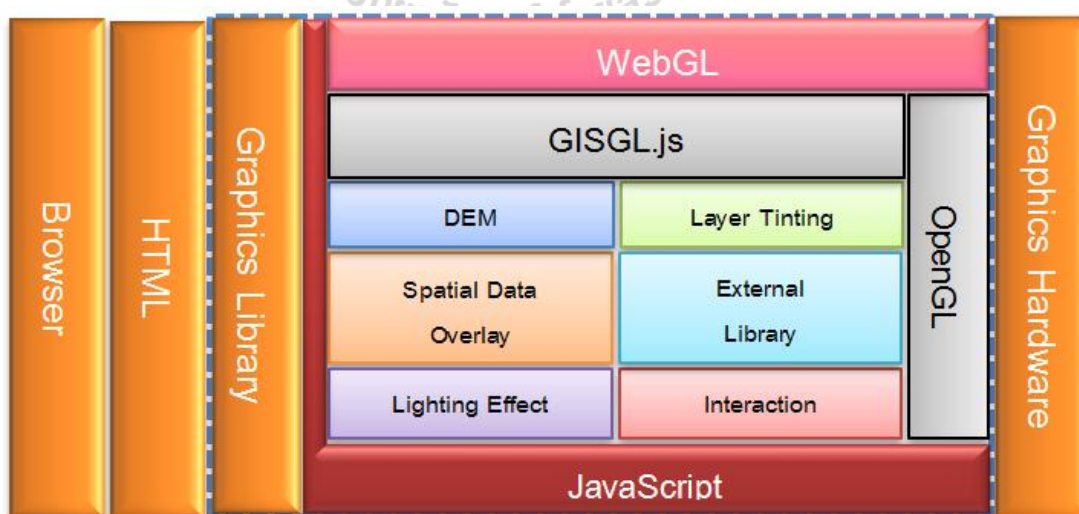 Browser
HTML
Graphics Library
WebGL
GISGL.js
DEM
Layer Tinting
Spatial Data
Overlay
External
Library
Lighting Effect
Interaction
JavaScript
OpenGL
Graphics Hardware